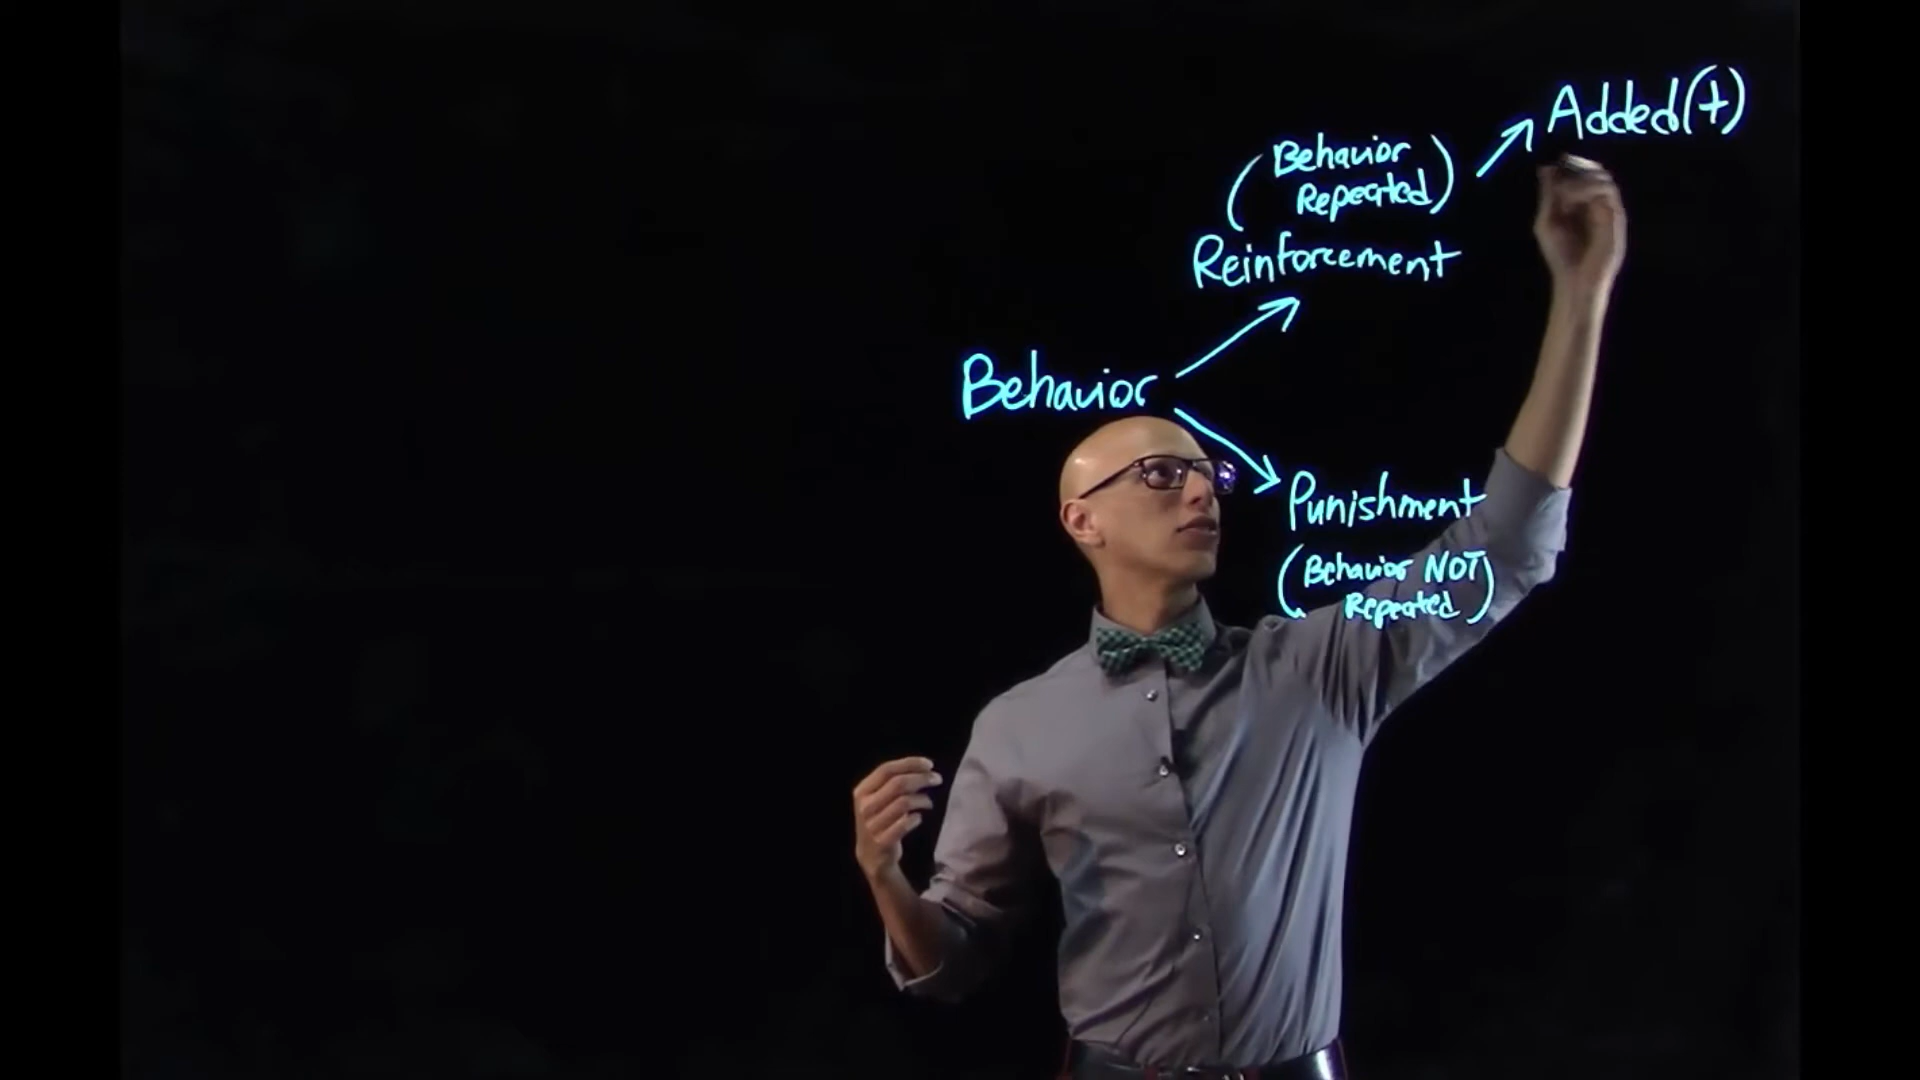 Added (+)
(Behavior
Repeated)
Reinforcement
Behavior
Punishment
(Behavior NOT
Repeated)